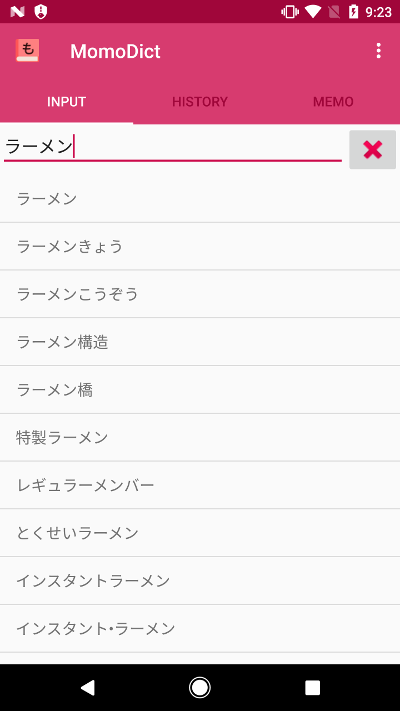 9:23
も
MomoDict
INPUT
HISTORY
MEMO
ラーメン
ラーメン
ラーメンきょう
ラーメンこうぞう
ラーメン構造
ラーメン橋
特製ラーメン
レギュラーメンバー
とくせいラーメン
インスタントラーメン
インスタント・ラーメン